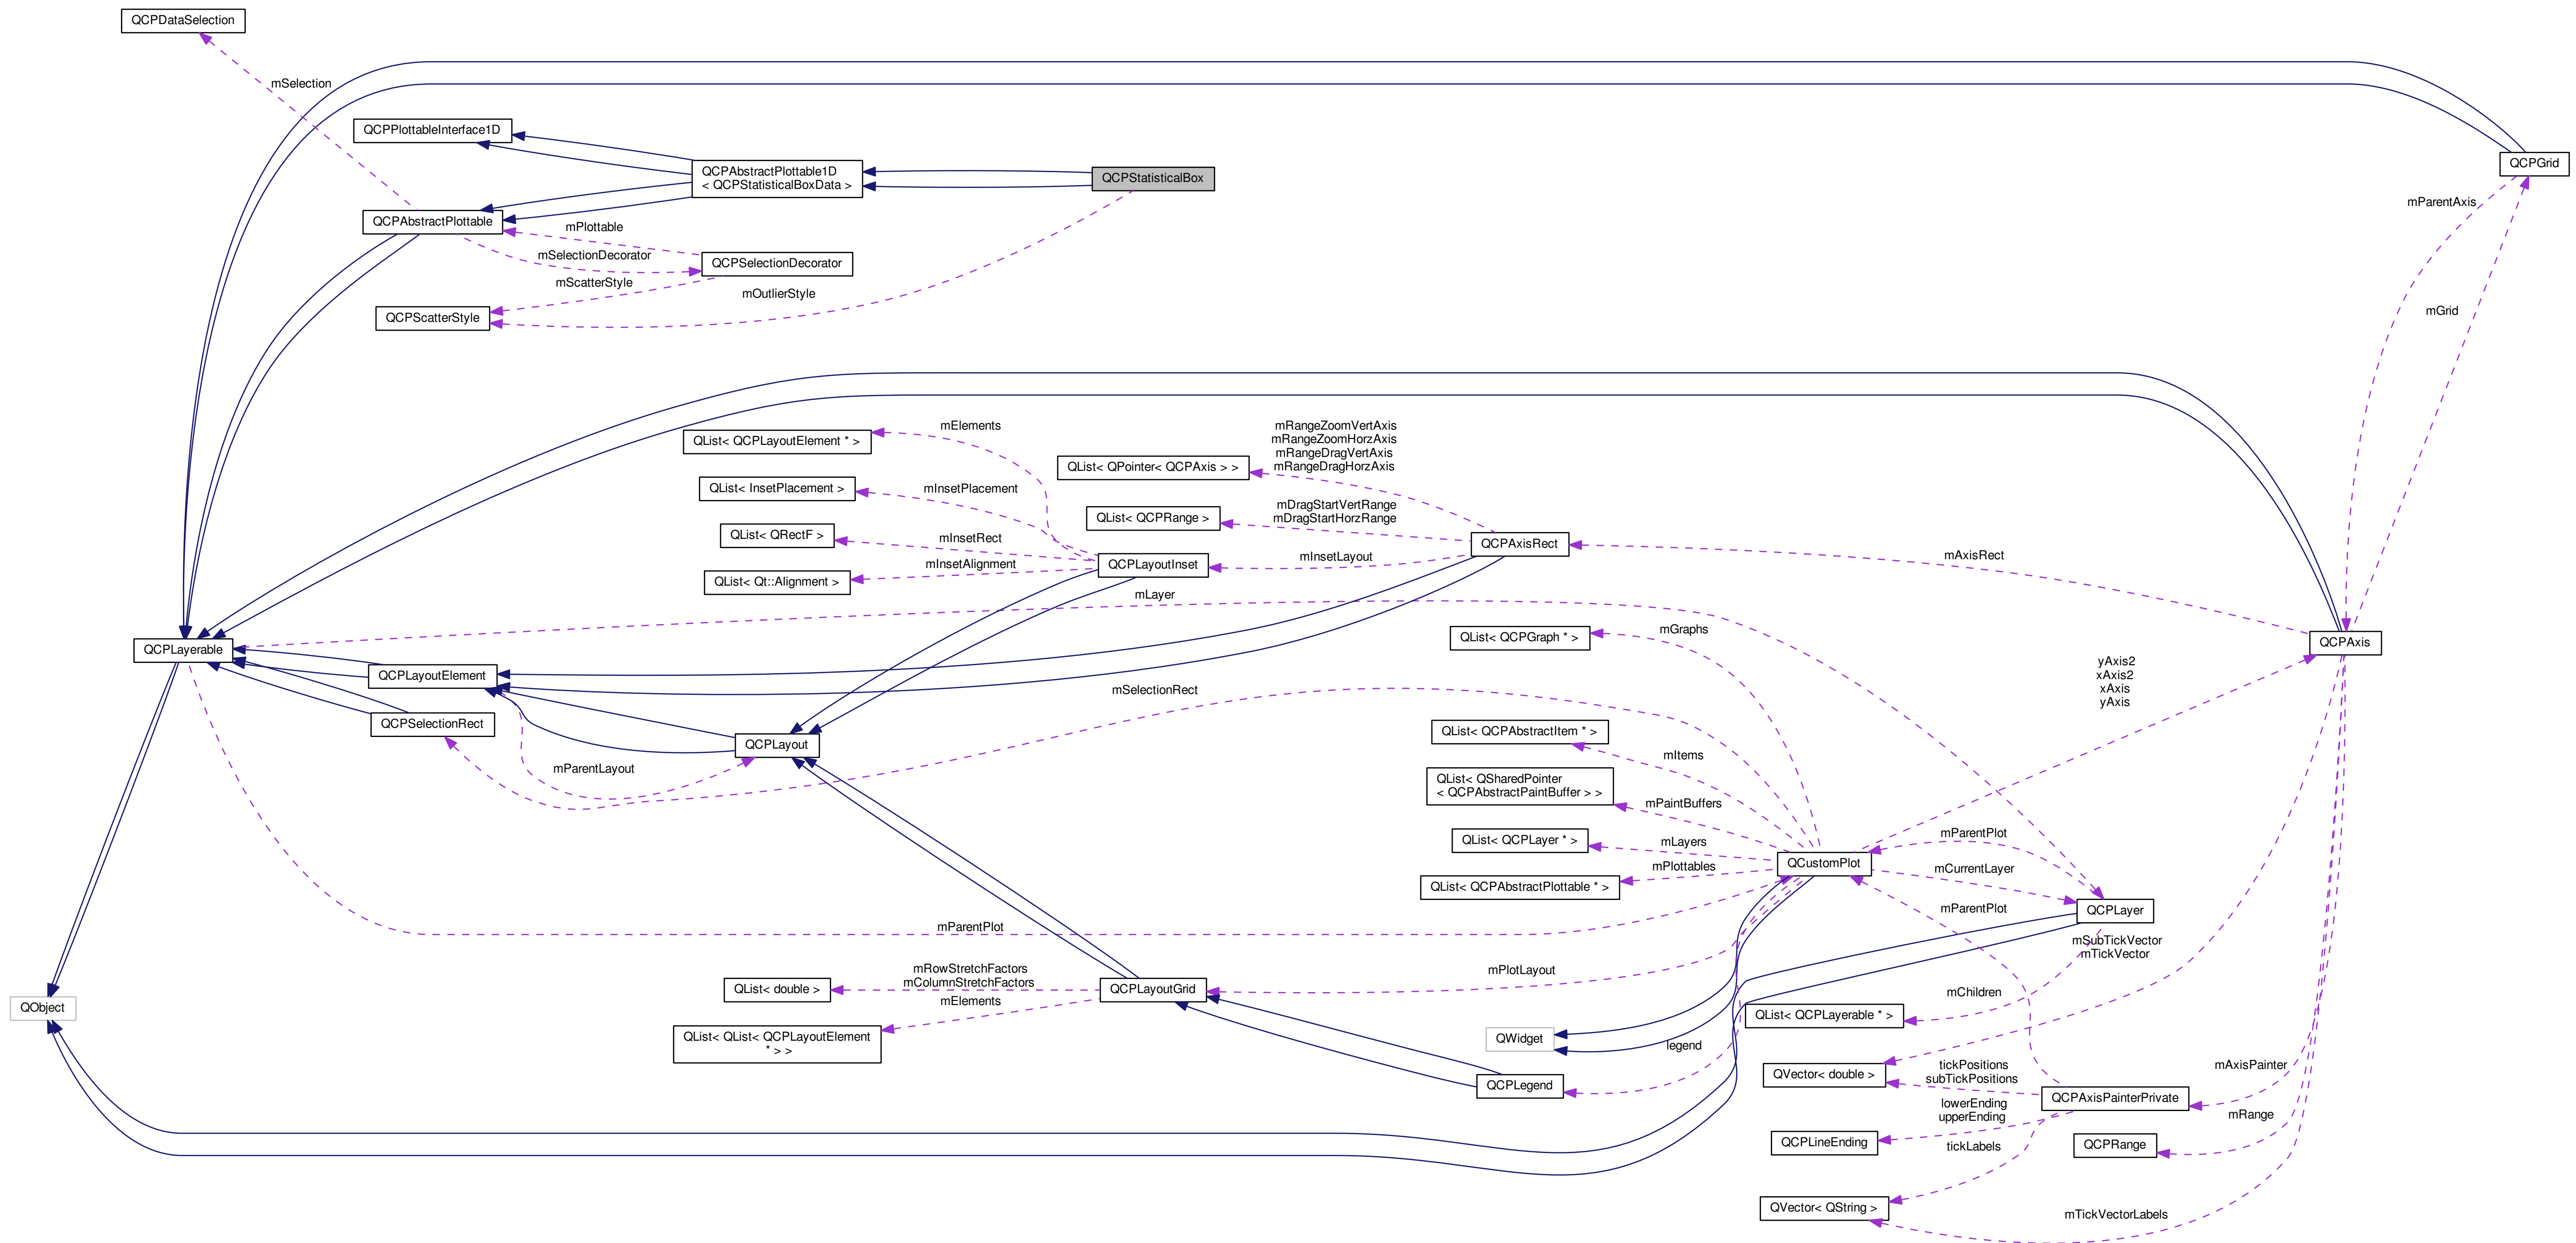 QCPDataSelection
mSelection
QCPPlottableInterface1D
QCPGrid
QCPAbstractPlottable1D
< QCPStatisticalBoxData >
QCPStatisticalBox
mParentAxis
QCPAbstractPlottable
mPlottable
mSelectionDecorator
QCPSelectionDecorator
mScatterStyle
mOutlierStyle
QCPScatterStyle
mGrid
mElements
mRangeZoomVertAxis
mRangeZoomHorzAxis
mRangeDragVertAxis
mRangeDragHorzAxis
QList< QCPLayoutElement * >
QList< QPointer< QCPAxis > >
QList< InsetPlacement >
mInsetPlacement
mDragStartVertRange
mDragStartHorzRange
QList< QCPRange >
QList< QRectF >
mInsetRect
QCPAxisRect
mAxisRect
mInsetLayout
mInsetAlignment
QCPLayoutInset
QList< Qt::Alignment >
mLayer
mGraphs
QList< QCPGraph * >
QCPAxis
QCPLayerable
yAxis2
xAxis2
xAxis
yAxis
QCPLayoutElement
mSelectionRect
QCPSelectionRect
QList< QCPAbstractItem * >
QCPLayout
mItems
mParentLayout
QList< QSharedPointer
< QCPAbstractPaintBuffer > >
mPaintBuffers
QList< QCPLayer * >
mLayers
mParentPlot
QCustomPlot
mPlottables
mCurrentLayer
QList< QCPAbstractPlottable * >
mParentPlot
QCPLayer
mParentPlot
mSubTickVector
mTickVector
mRowStretchFactors
mColumnStretchFactors
mPlotLayout
QList< double >
QCPLayoutGrid
mChildren
mElements
QObject
QList< QCPLayerable * >
QList< QList< QCPLayoutElement
* > >
QWidget
legend
tickPositions
subTickPositions
mAxisPainter
QVector< double >
QCPLegend
QCPAxisPainterPrivate
lowerEnding
upperEnding
mRange
QCPLineEnding
QCPRange
tickLabels
QVector< QString >
mTickVectorLabels